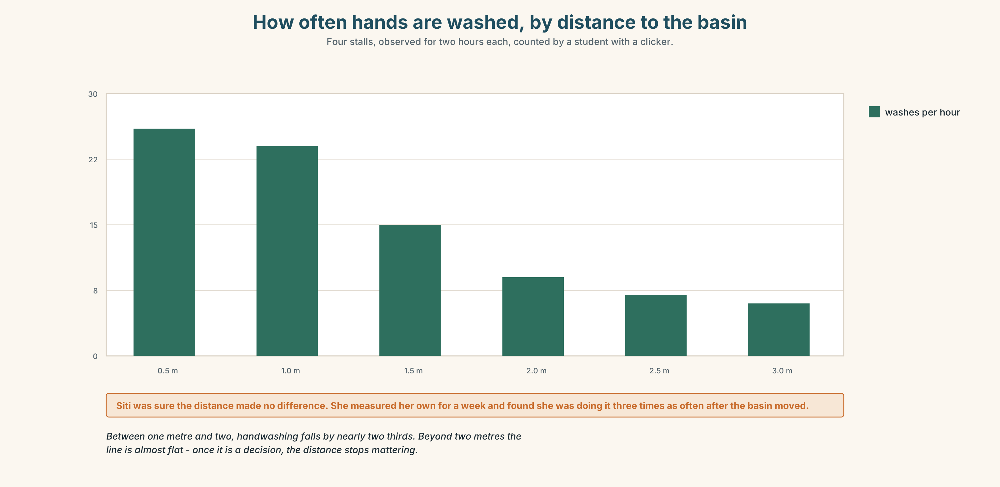 How often hands are washed, by distance to the basin
Four stalls, observed for two hours each, counted by a student with a clicker.
30
22
15
8
0
washes per hour
0.5 m
1.0 m
1.5 m
2.0 m
2.5 m
3.0 m
Siti was sure the distance made no difference. She measured her own for a week and found she was doing it three times as often after the basin moved.
Between one metre and two, handwashing falls by nearly two thirds. Beyond two metres the
line is almost flat - once it is a decision, the distance stops mattering.